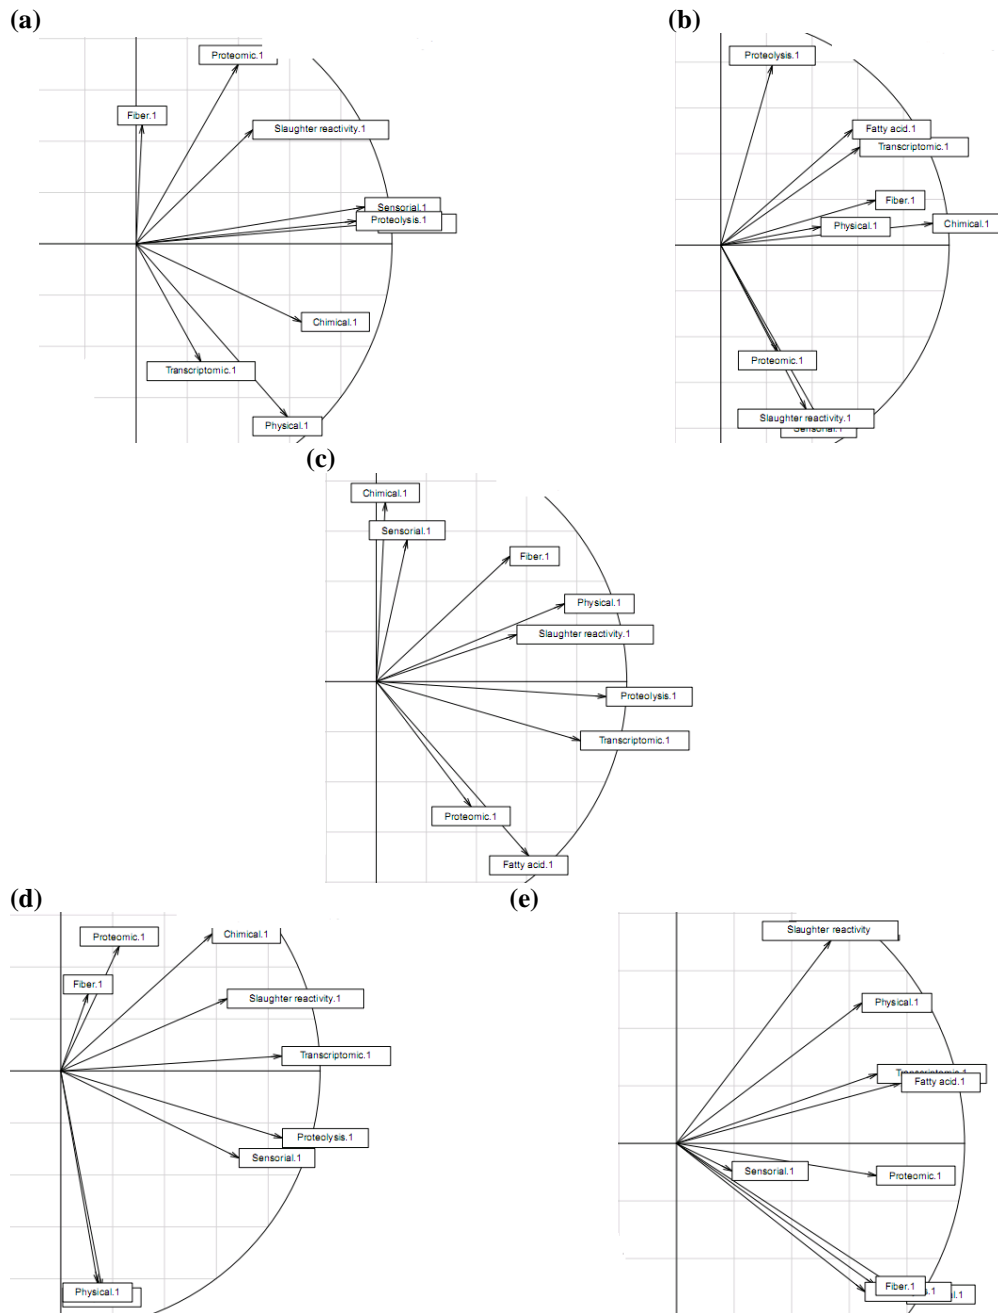 (a)
Proteomic.1
Fiber.1
Slaughter reactivity.1
Sensorial.1
Proteolysis.1
Chimical.1
Transcriptomic.1
Physical.1
(b)
Proteolysis.1
Fatty acid.1
Transcriptomic.1
Fiber.1
Physical.1
Chimical.1
Proteomic.1
Slaughter reactivity.1
Sensorial.1
(c)
Chimical.1
Sensorial.1
Fiber.1
Physical.1
Slaughter reactivity.1
Proteolysis.1
Transcriptomic.1
Proteomic.1
Fatty acid.1
(d)
Proteomic.1
Chimical.1
Fiber.1
Slaughter reactivity.1
Transcriptomic.1
Proteolysis.1
Sensorial.1
Physical.1
(e)
Slaughter reactivity
Physical.1
Transcriptomic.1
Fatty acid.1
Sensorial.1
Proteomic.1
Fiber.1